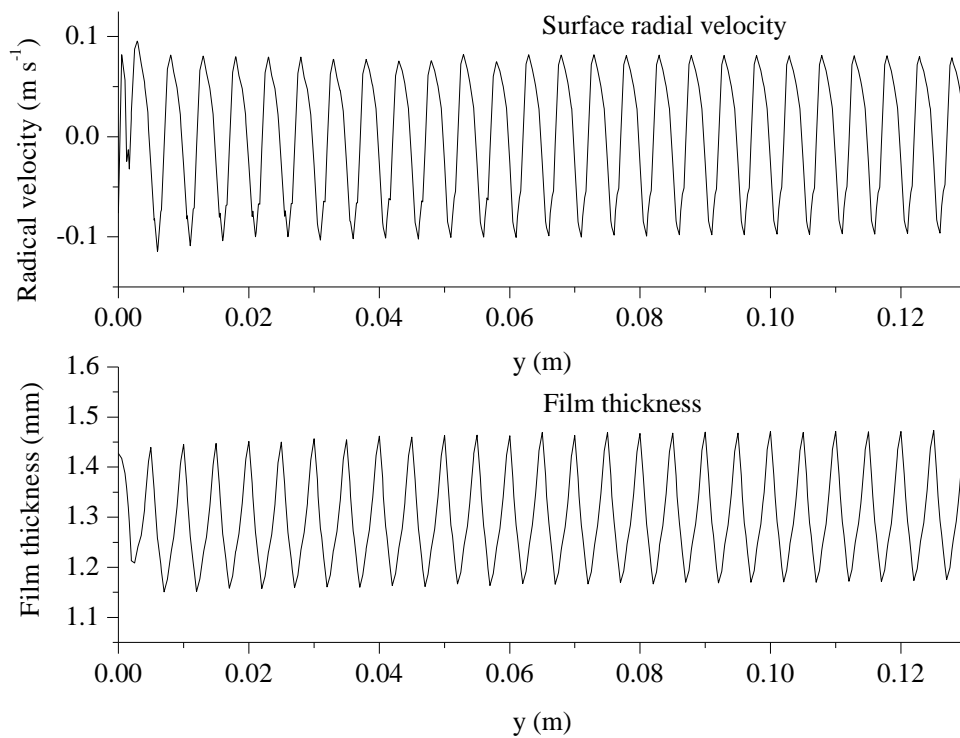 Surface radial velocity
Radical velocity (m s⁻¹)
0.1
0.0
-0.1
0.00 0.02 0.04 0.06 0.08 0.10 0.12
y (m)
Film thickness
Film thickness (mm)
1.6
1.5
1.4
1.3
1.2
1.1
0.00 0.02 0.04 0.06 0.08 0.10 0.12
y (m)